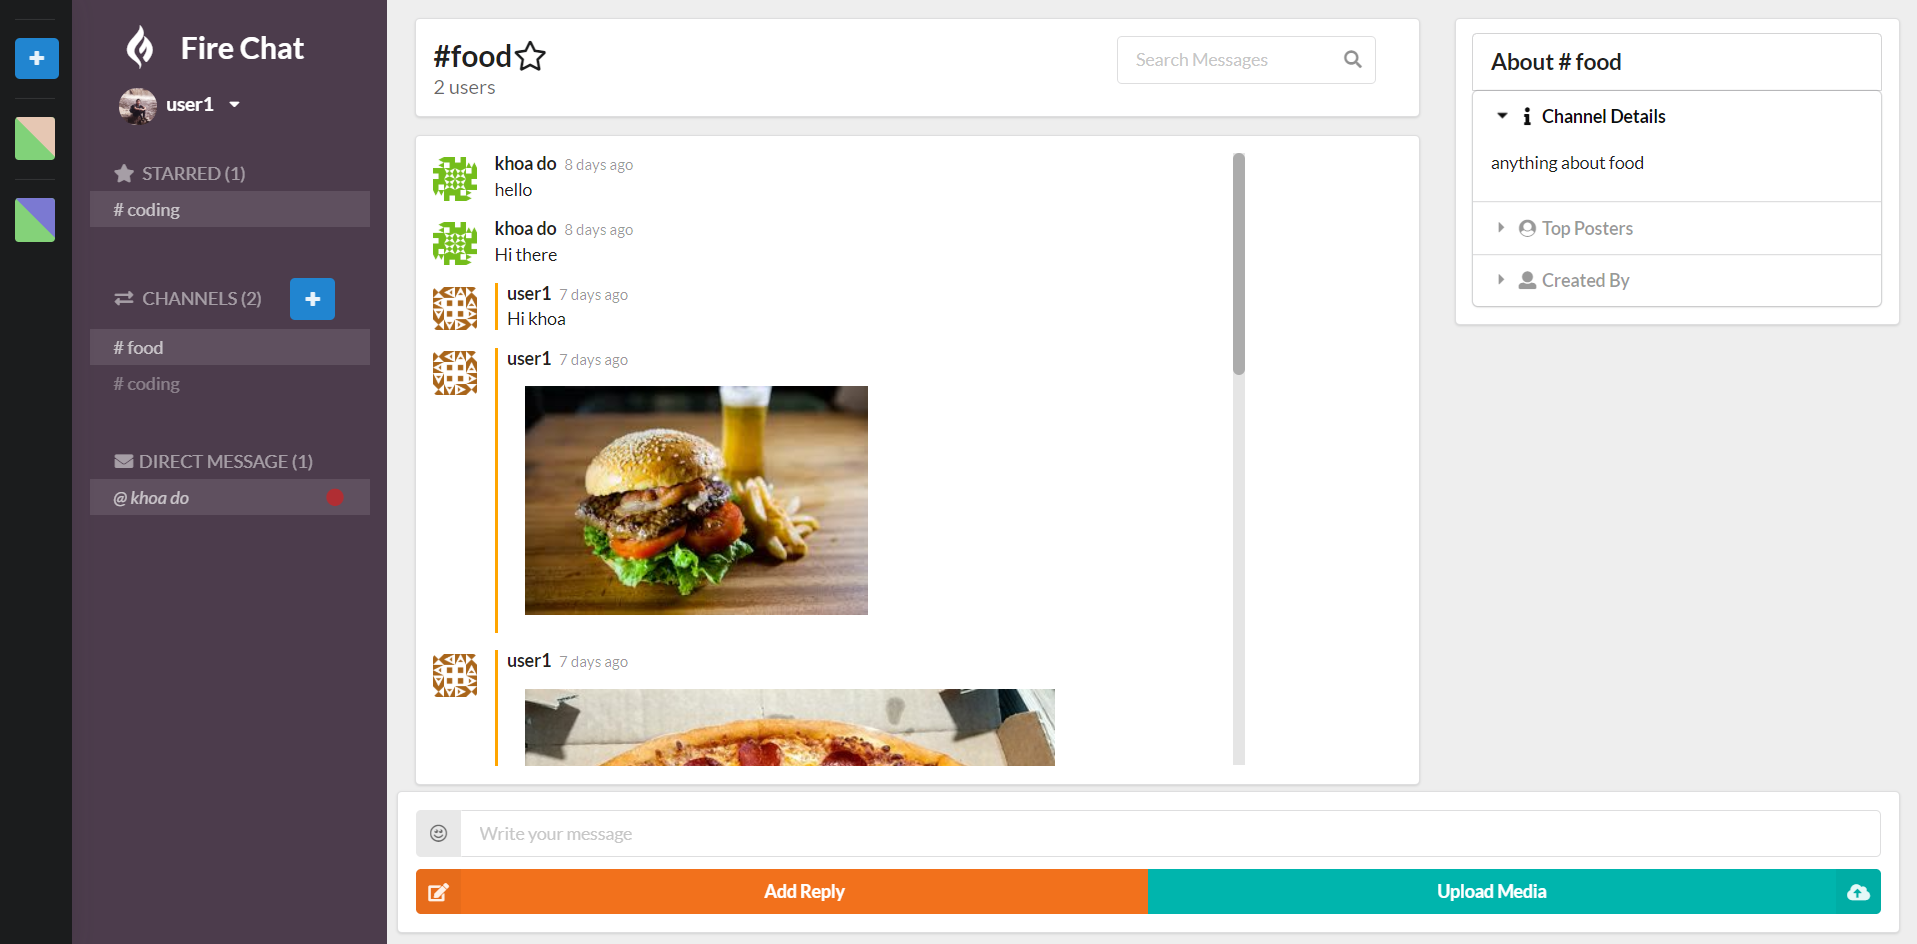 Fire Chat
user1
STARRED (1)
# coding
CHANNELS (2)
# food
# coding
DIRECT MESSAGE (1)
@ khoa do
#food
2 users
Search Messages
khoa do 8 days ago
hello
khoa do 8 days ago
Hi there
user1 7 days ago
Hi khoa
user1 7 days ago
user1 7 days ago
About # food
Channel Details
anything about food
Top Posters
Created By
Write your message
Add Reply
Upload Media